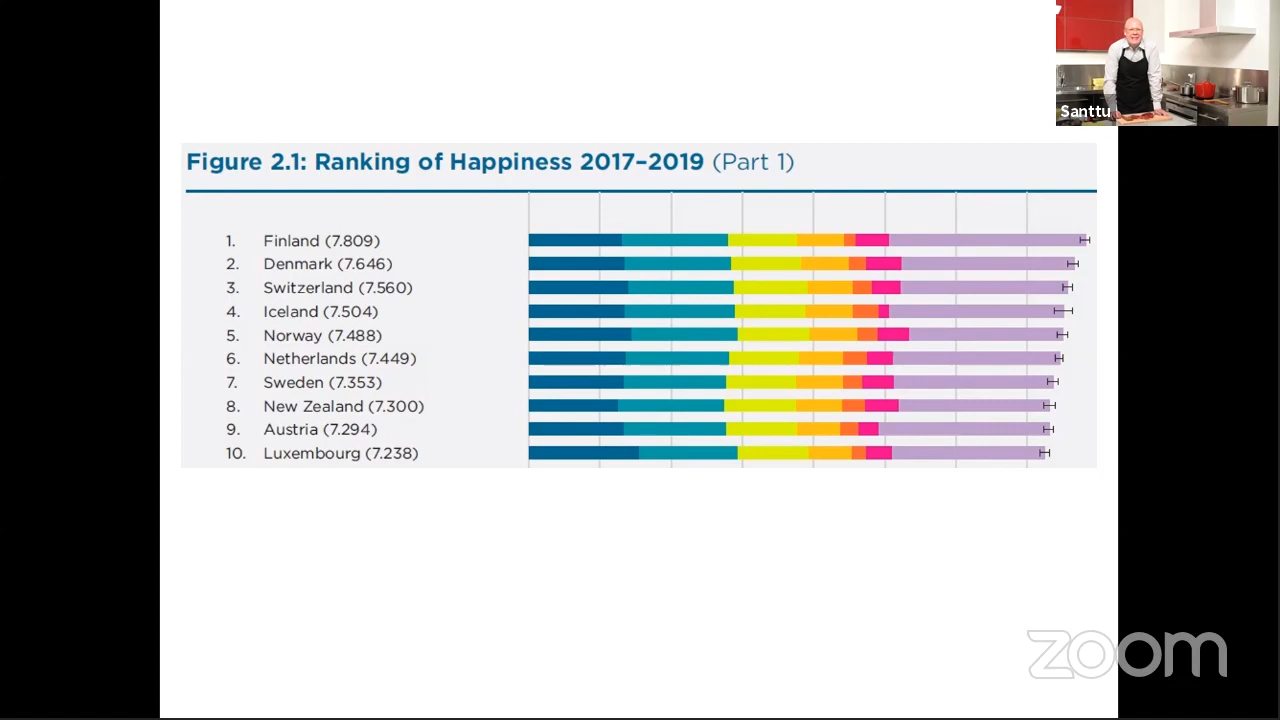 Santtu
Figure 2.1: Ranking of Happiness 2017–2019 (Part 1)
1. Finland (7.809)
2. Denmark (7.646)
3. Switzerland (7.560)
4. Iceland (7.504)
5. Norway (7.488)
6. Netherlands (7.449)
7. Sweden (7.353)
8. New Zealand (7.300)
9. Austria (7.294)
10. Luxembourg (7.238)
zoom